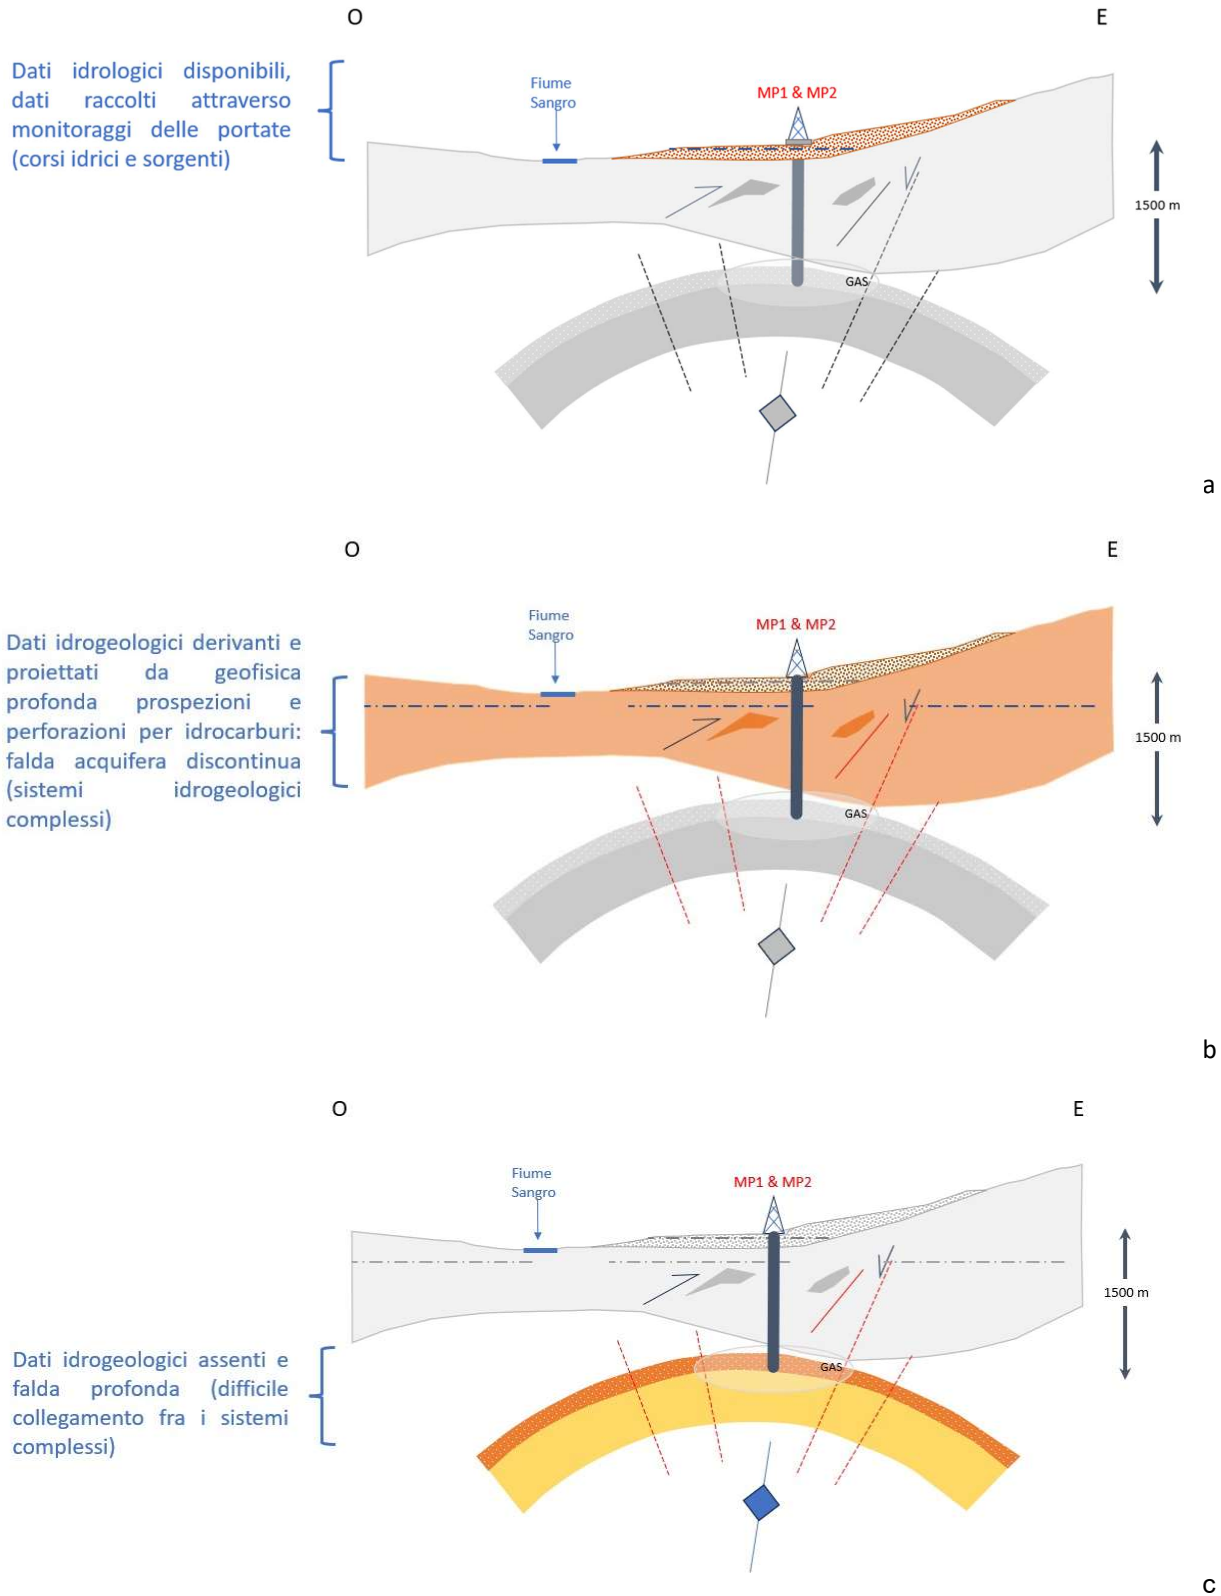 O
E
Dati idrologici disponibili,
dati raccolti attraverso
monitoraggi delle portate
(corsi idrici e sorgenti)
Fiume
Sangro
MP1 & MP2
1500 m
GAS
a
O
E
Fiume
Sangro
MP1 & MP2
Dati idrogeologici derivanti e
proiettati da geofisica
profonda prospezioni e
perforazioni per idrocarburi:
falda acquifera discontinua
(sistemi idrogeologici
complessi)
1500 m
GAS
b
O
E
Fiume
Sangro
MP1 & MP2
1500 m
Dati idrogeologici assenti e
falda profonda (difficile
collegamento fra i sistemi
complessi)
GAS
c